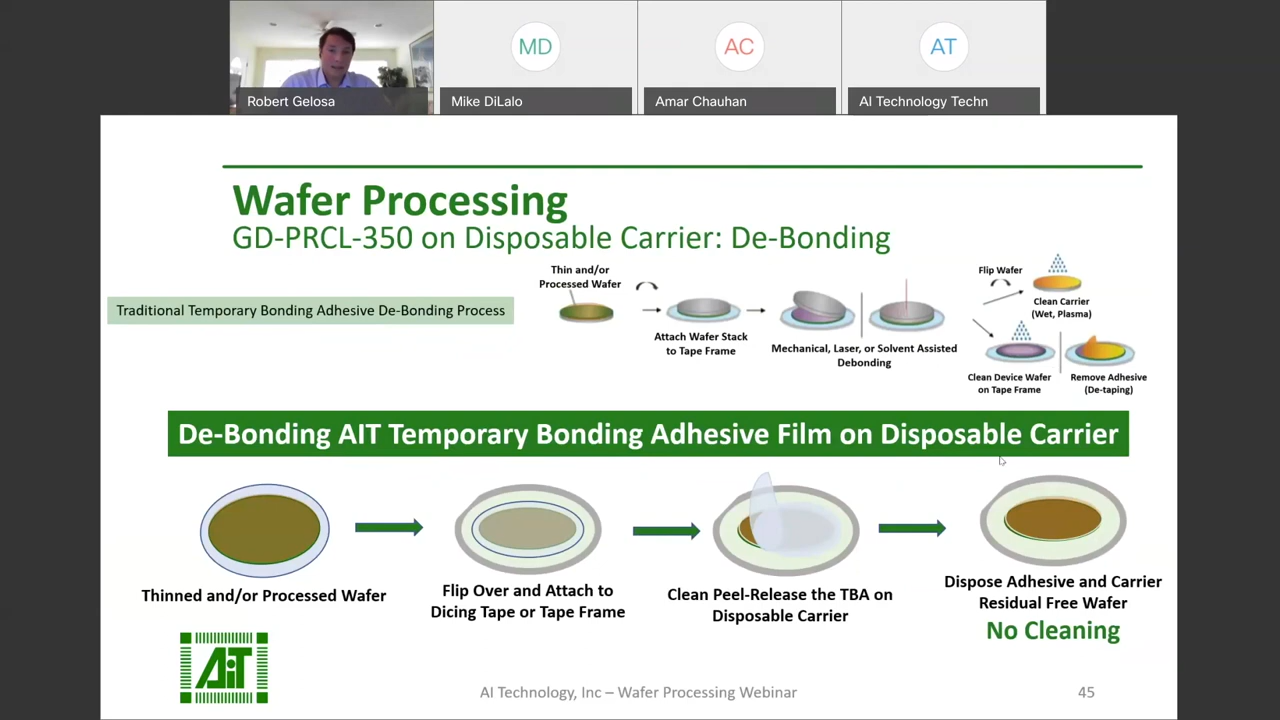 MD
AC
AT
Robert Gelosa
Mike DiLalo
Amar Chauhan
AI Technology Techn
Wafer Processing
GD-PRCL-350 on Disposable Carrier: De-Bonding
Traditional Temporary Bonding Adhesive De-Bonding Process
Thin and/or
Processed Wafer
Attach Wafer Stack
to Tape Frame
Mechanical, Laser, or Solvent Assisted
Debonding
Flip Wafer
Clean Carrier
(Wet, Plasma)
Clean Device Wafer
on Tape Frame
Remove Adhesive
(De-taping)
De-Bonding AIT Temporary Bonding Adhesive Film on Disposable Carrier
Thinned and/or Processed Wafer
Flip Over and Attach to
Dicing Tape or Tape Frame
Clean Peel-Release the TBA on
Disposable Carrier
Dispose Adhesive and Carrier
Residual Free Wafer
No Cleaning
AiT
AI Technology, Inc – Wafer Processing Webinar
45